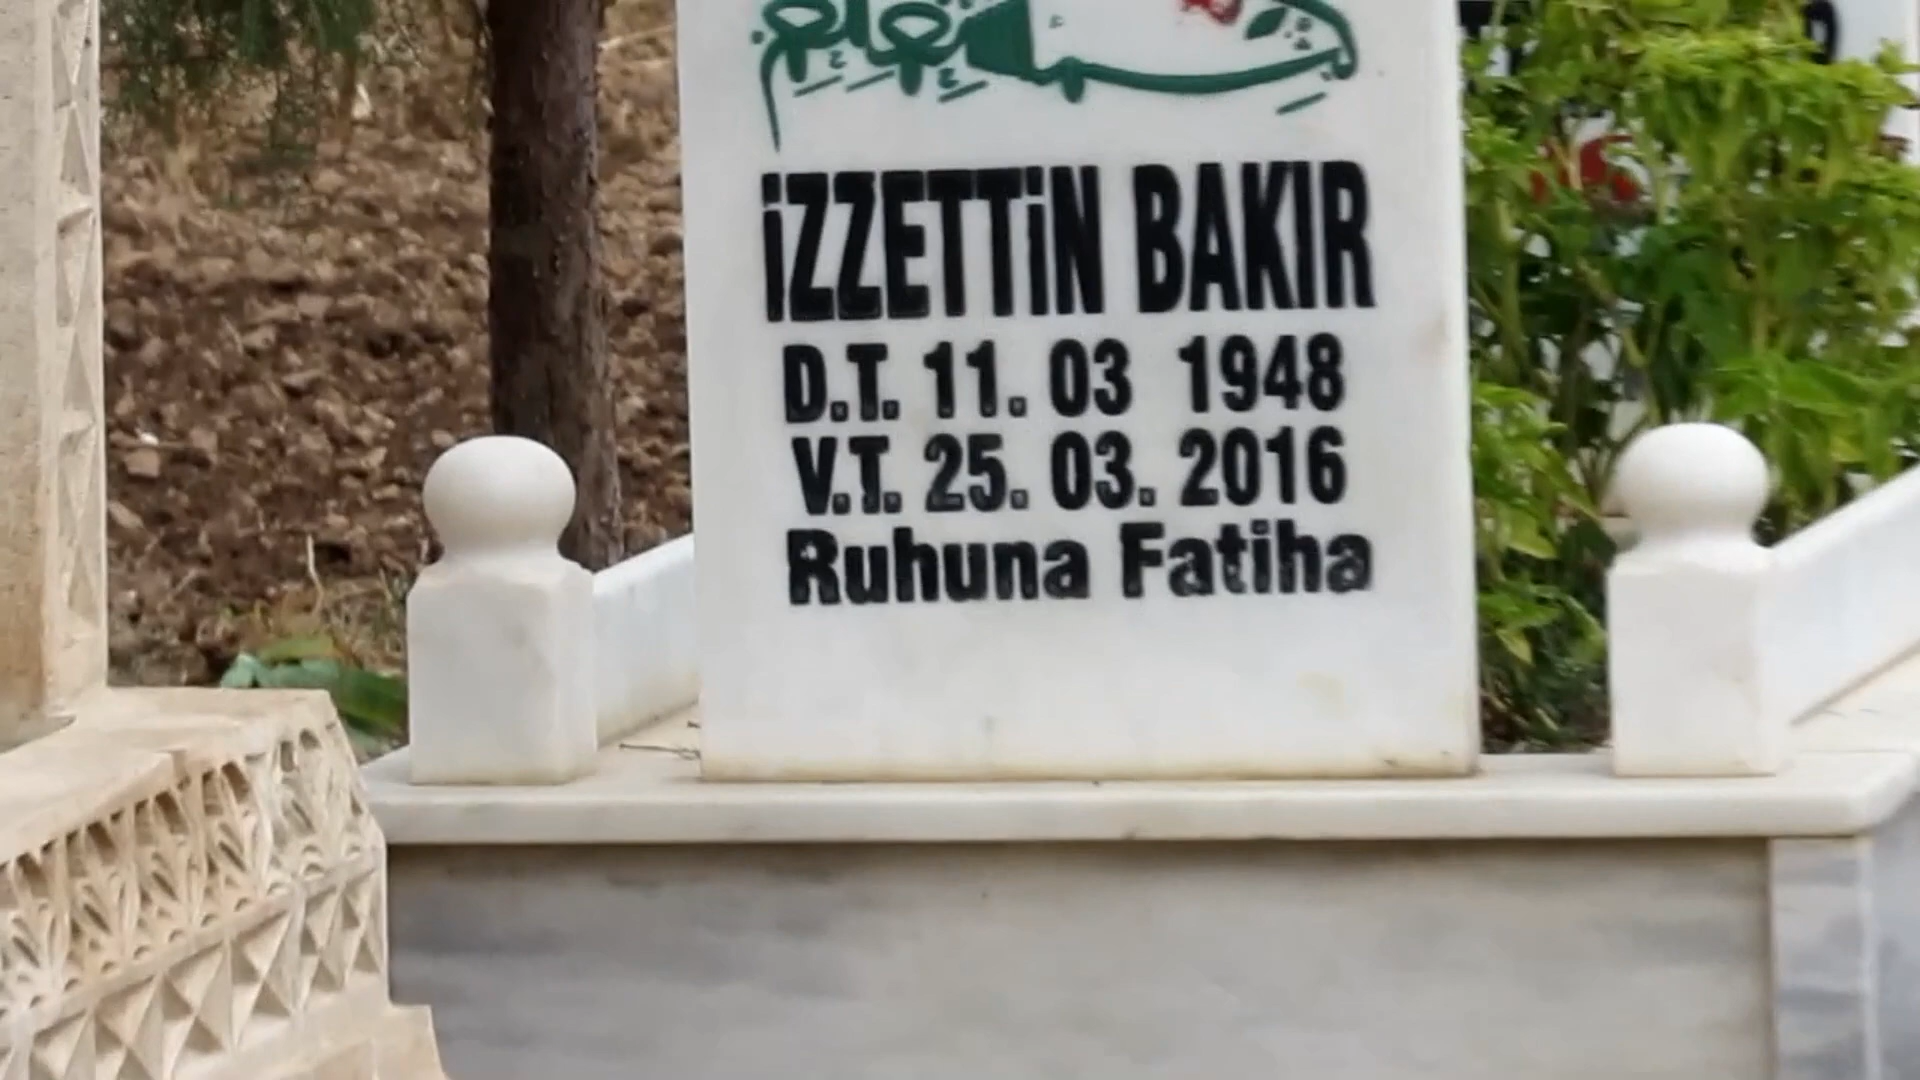 İZZETTİN BAKIR
D.T. 11. 03 1948
V.T. 25. 03. 2016
Ruhuna Fatiha